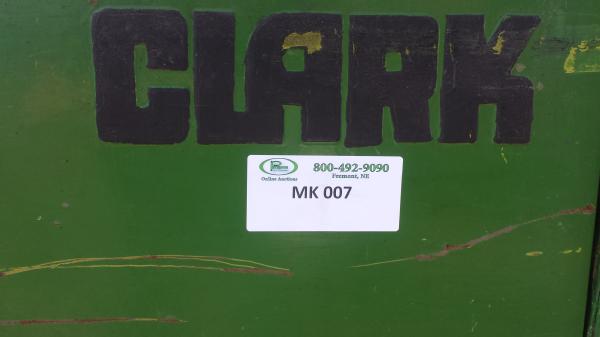 CLARK
800-492-9090
Fremont, NE
Online Auctions
MK 007